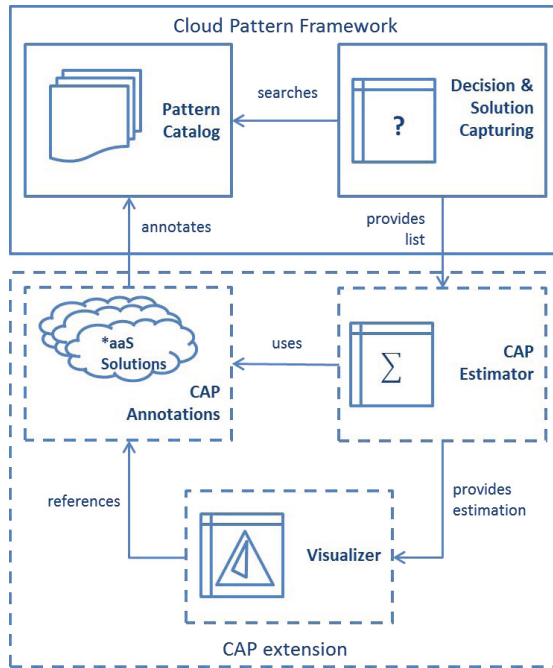 Cloud Pattern Framework
Pattern
Catalog
searches
?
Decision &
Solution
Capturing
annotates
provides
list
*aaS
Solutions
CAP
Annotations
uses
∑
CAP
Estimator
references
provides
estimation
Visualizer
CAP extension